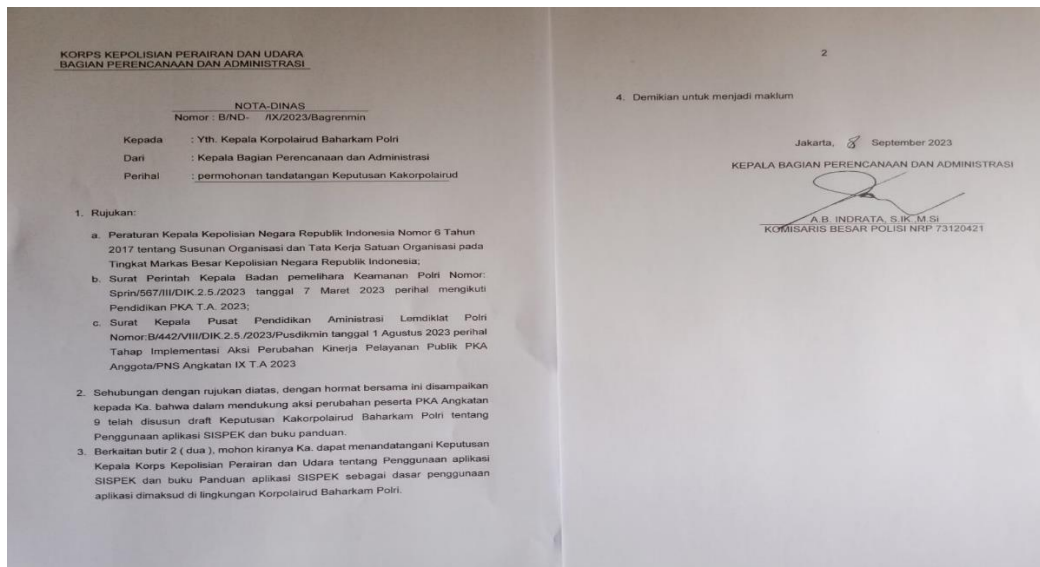 KORPS KEPOLISIAN PERAIRAN DAN UDARA
BAGIAN PERENCANAAN DAN ADMINISTRASI
NOTA-DINAS
Nomor : B/ND- /IX/2023/Bagrenmin
Kepada : Yth. Kepala Korpolairud Baharkam Polri
Dari : Kepala Bagian Perencanaan dan Administrasi
Perihal : permohonan tandatangan Keputusan Kakorpolairud
1. Rujukan:
a. Peraturan Kepala Kepolisian Negara Republik Indonesia Nomor 6 Tahun
2017 tentang Susunan Organisasi dan Tata Kerja Satuan Organisasi pada
Tingkat Markas Besar Kepolisian Negara Republik Indonesia;
b. Surat Perintah Kepala Badan pemelihara Keamanan Polri Nomor:
Sprin/567/III/DIK.2.5./2023 tanggal 7 Maret 2023 perihal mengikuti
Pendidikan PKA T.A. 2023;
c. Surat Kepala Pusat Pendidikan Aministrasi Lemdiklat Polri
Nomor:B/442/VIII/DIK.2.5./2023/Pusdikmin tanggal 1 Agustus 2023 perihal
Tahap Implementasi Aksi Perubahan Kinerja Pelayanan Publik PKA
Anggota/PNS Angkatan IX T.A 2023
2. Sehubungan dengan rujukan diatas, dengan hormat bersama ini disampaikan
kepada Ka. bahwa dalam mendukung aksi perubahan peserta PKA Angkatan
9 telah disusun draft Keputusan Kakorpolairud Baharkam Polri tentang
Penggunaan aplikasi SISPEK dan buku panduan.
3. Berkaitan butir 2 ( dua ), mohon kiranya Ka. dapat menandatangani Keputusan
Kepala Korps Kepolisian Perairan dan Udara tentang Penggunaan aplikasi
SISPEK dan buku Panduan aplikasi SISPEK sebagai dasar penggunaan
aplikasi dimaksud di lingkungan Korpolairud Baharkam Polri.
2
4. Demikian untuk menjadi maklum
Jakarta, 8 September 2023
KEPALA BAGIAN PERENCANAAN DAN ADMINISTRASI
A.B. INDRATA, S.IK.,M.Si
KOMISARIS BESAR POLISI NRP 73120421